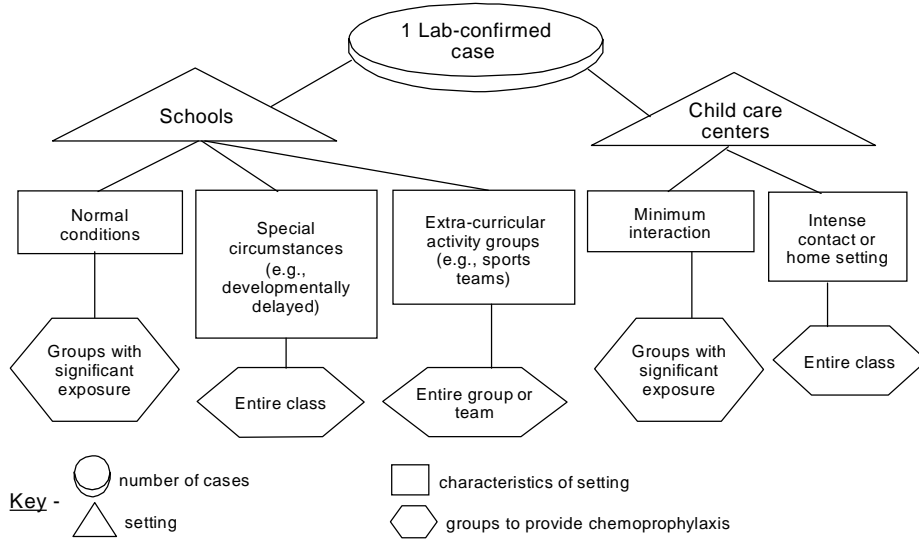 1 Lab-confirmed
case
Schools
Child care
centers
Normal
conditions
Special
circumstances
(e.g.,
developmentally
delayed)
Extra-curricular
activity groups
(e.g., sports
teams)
Minimum
interaction
Intense
contact or
home setting
Groups with
significant
exposure
Entire class
Entire group or
team
Groups with
significant
exposure
Entire class
Key -
number of cases
characteristics of setting
setting
groups to provide chemoprophylaxis